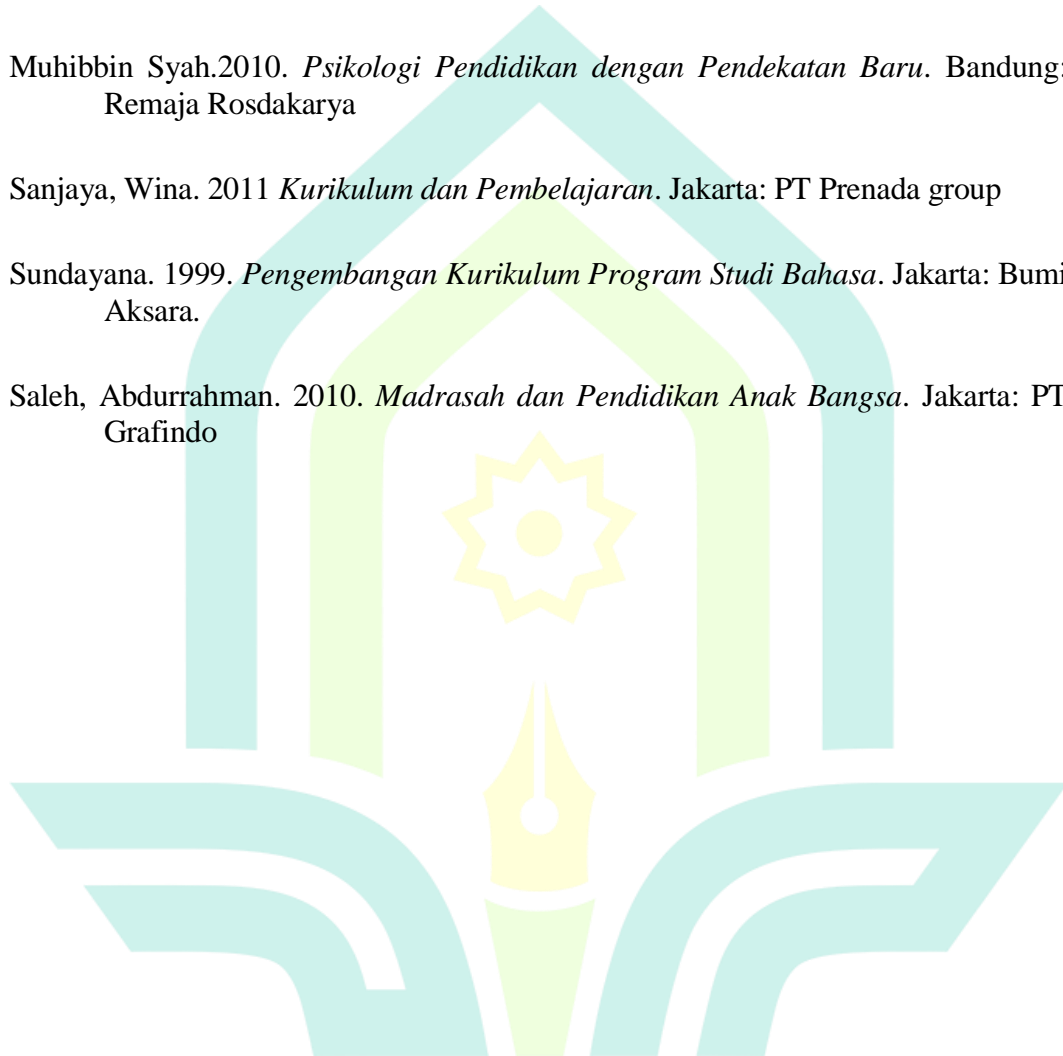 Muhibbin Syah.2010. Psikologi Pendidikan dengan Pendekatan Baru. Bandung:
Remaja Rosdakarya
Sanjaya, Wina. 2011 Kurikulum dan Pembelajaran. Jakarta: PT Prenada group
Sundayana. 1999. Pengembangan Kurikulum Program Studi Bahasa. Jakarta: Bumi
Aksara.
Saleh, Abdurrahman. 2010. Madrasah dan Pendidikan Anak Bangsa. Jakarta: PT
Grafindo